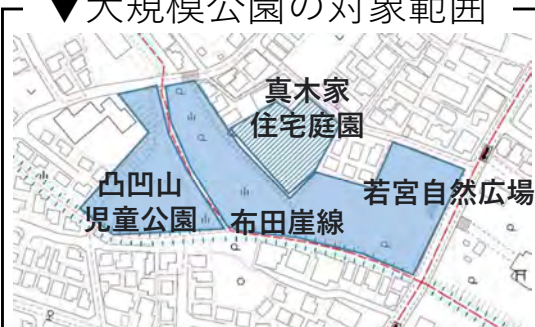 ▼大規模公園の対象範囲
真木家
住宅庭園
凸凹山
児童公園
布田崖線
若宮自然広場